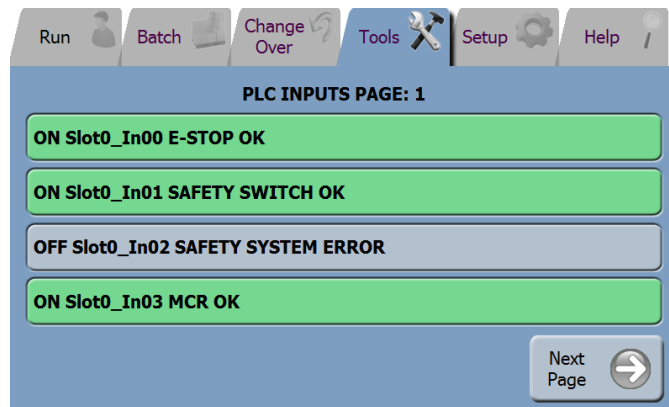 Run
Batch
Change
Over
Tools
Setup
Help
PLC INPUTS PAGE: 1
ON Slot0_In00 E-STOP OK
ON Slot0_In01 SAFETY SWITCH OK
OFF Slot0_In02 SAFETY SYSTEM ERROR
ON Slot0_In03 MCR OK
Next
Page